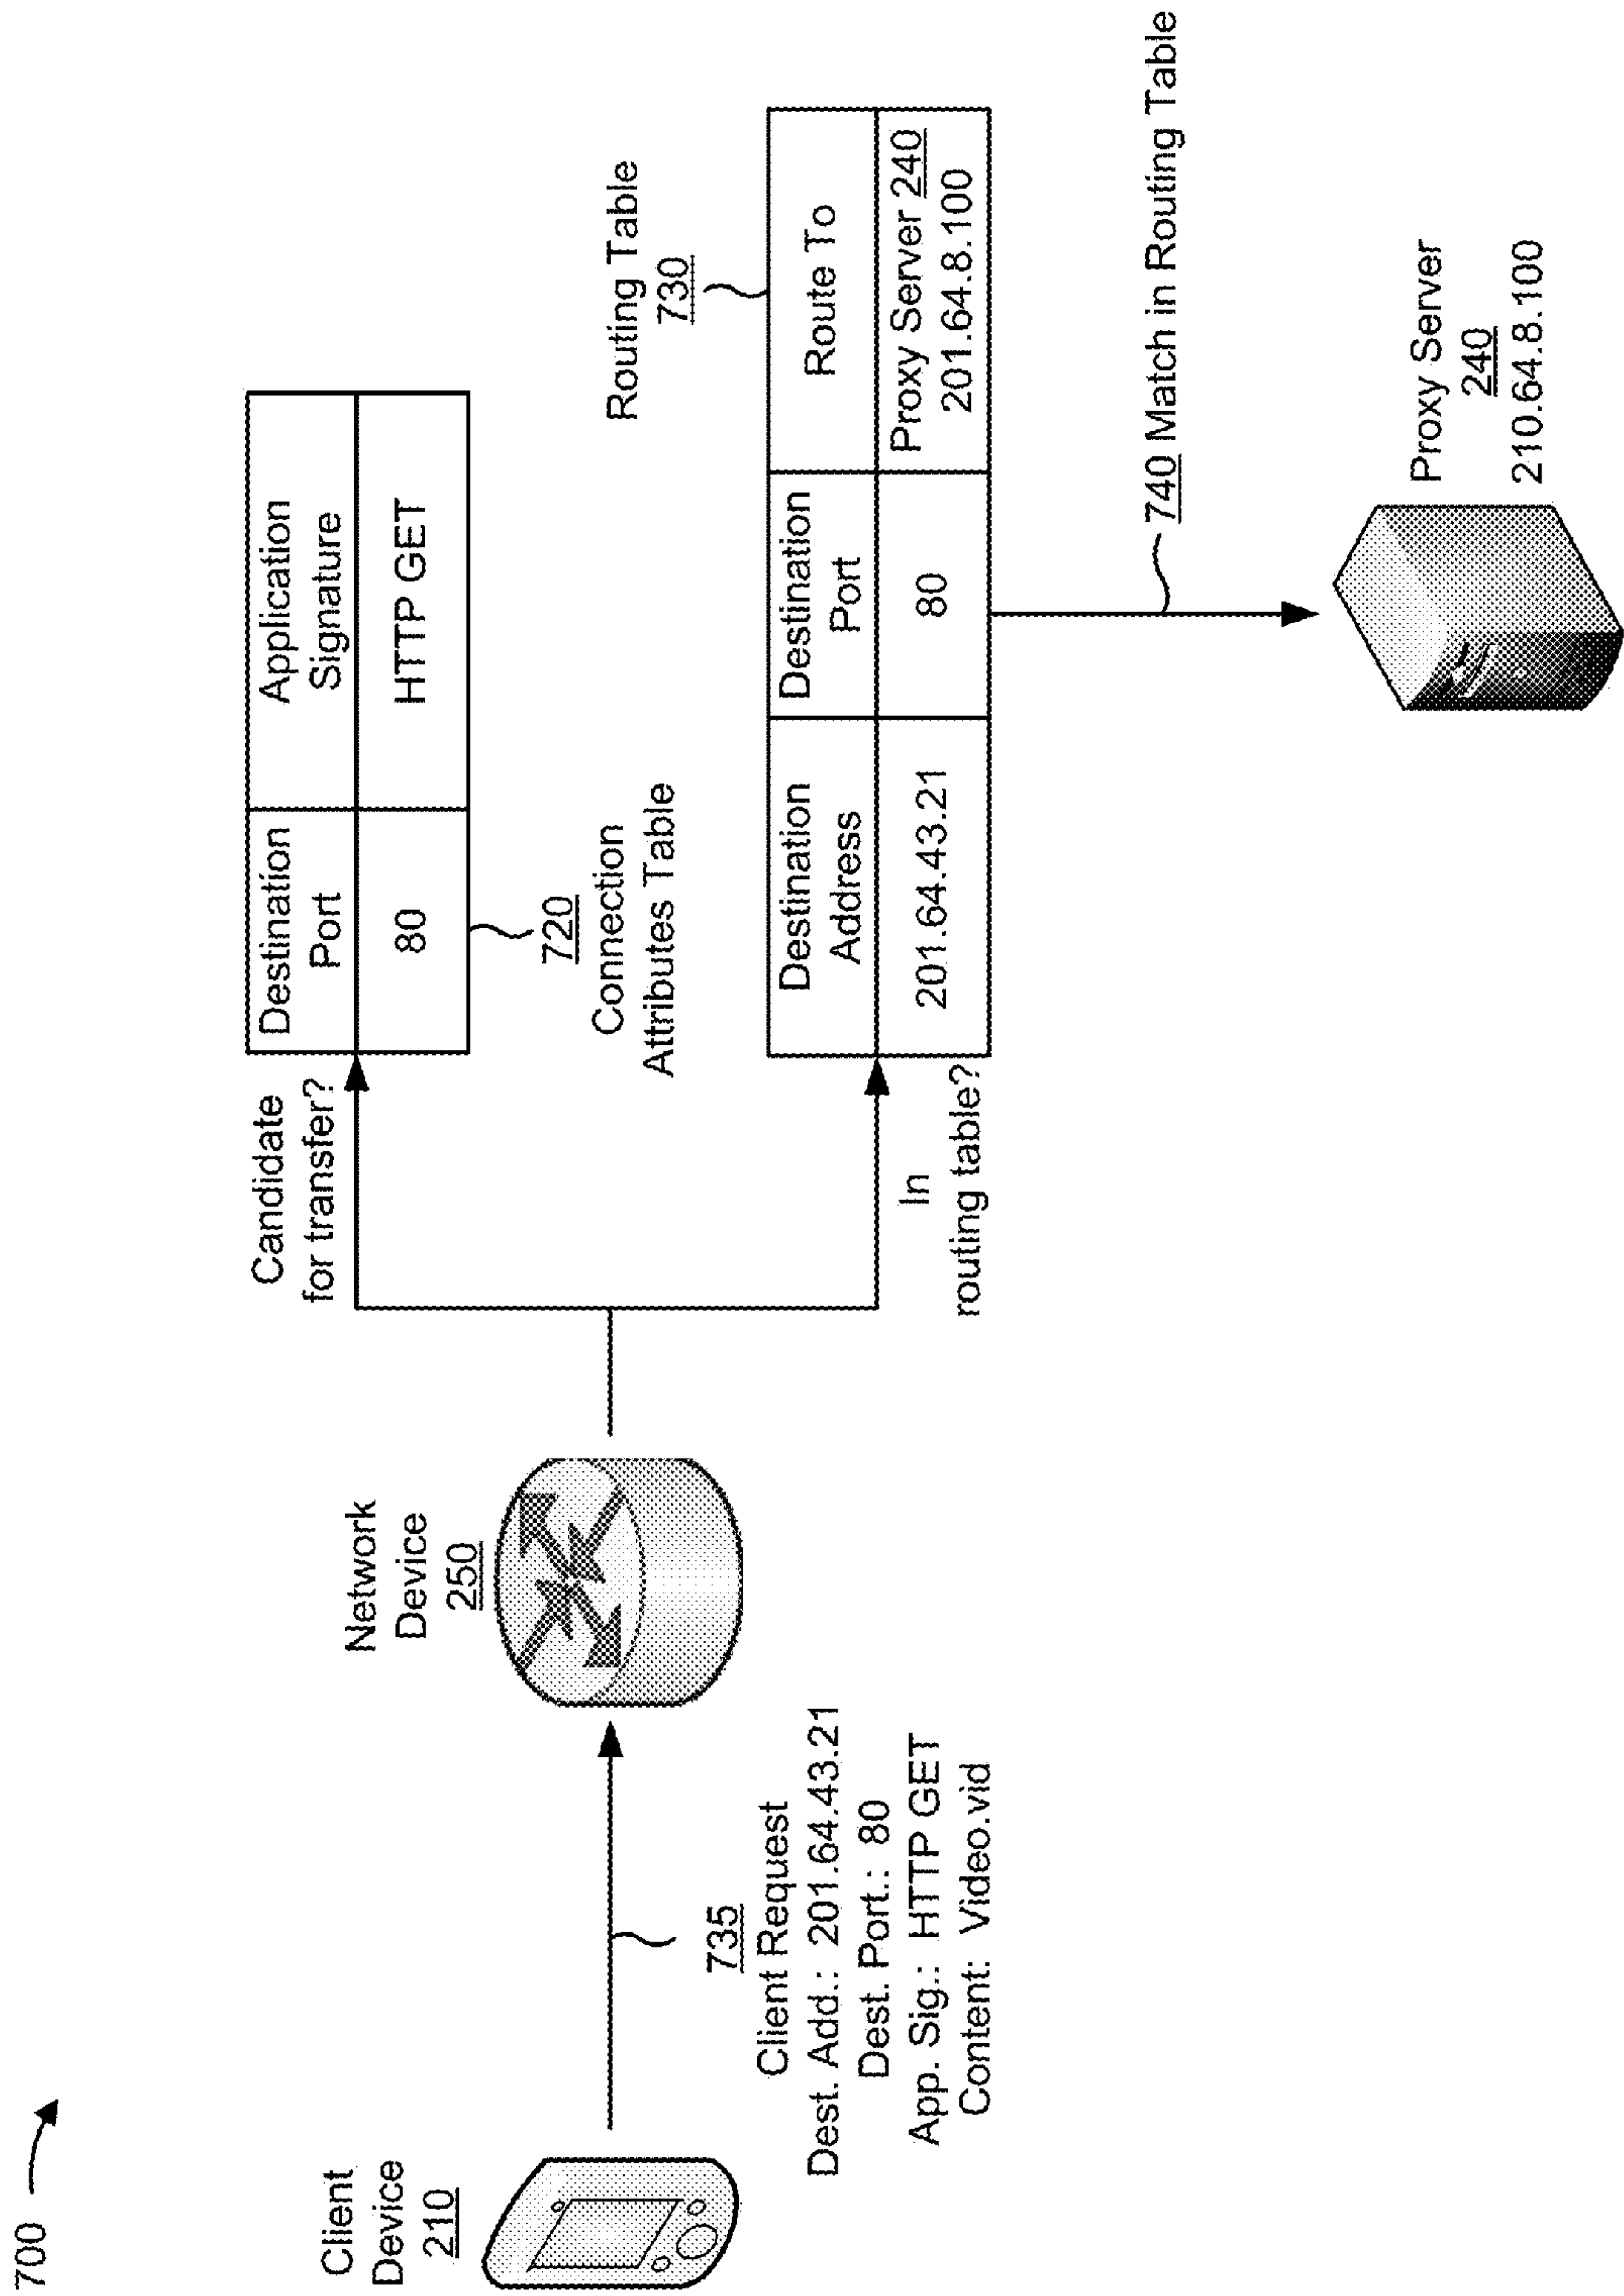 700
Client
Device
210
735
Client Request
Dest. Add.: 201.64.43.21
Dest. Port.: 80
App. Sig.: HTTP GET
Content: Video.vid
Network
Device
250
Candidate
for transfer?
Destination
Port
Application
Signature
80
HTTP GET
720
Connection
Attributes Table
In
routing table?
Routing Table
730
Destination
Address
Destination
Port
Route To
201.64.43.21
80
Proxy Server 240
201.64.8.100
740 Match in Routing Table
Proxy Server
240
210.64.8.100